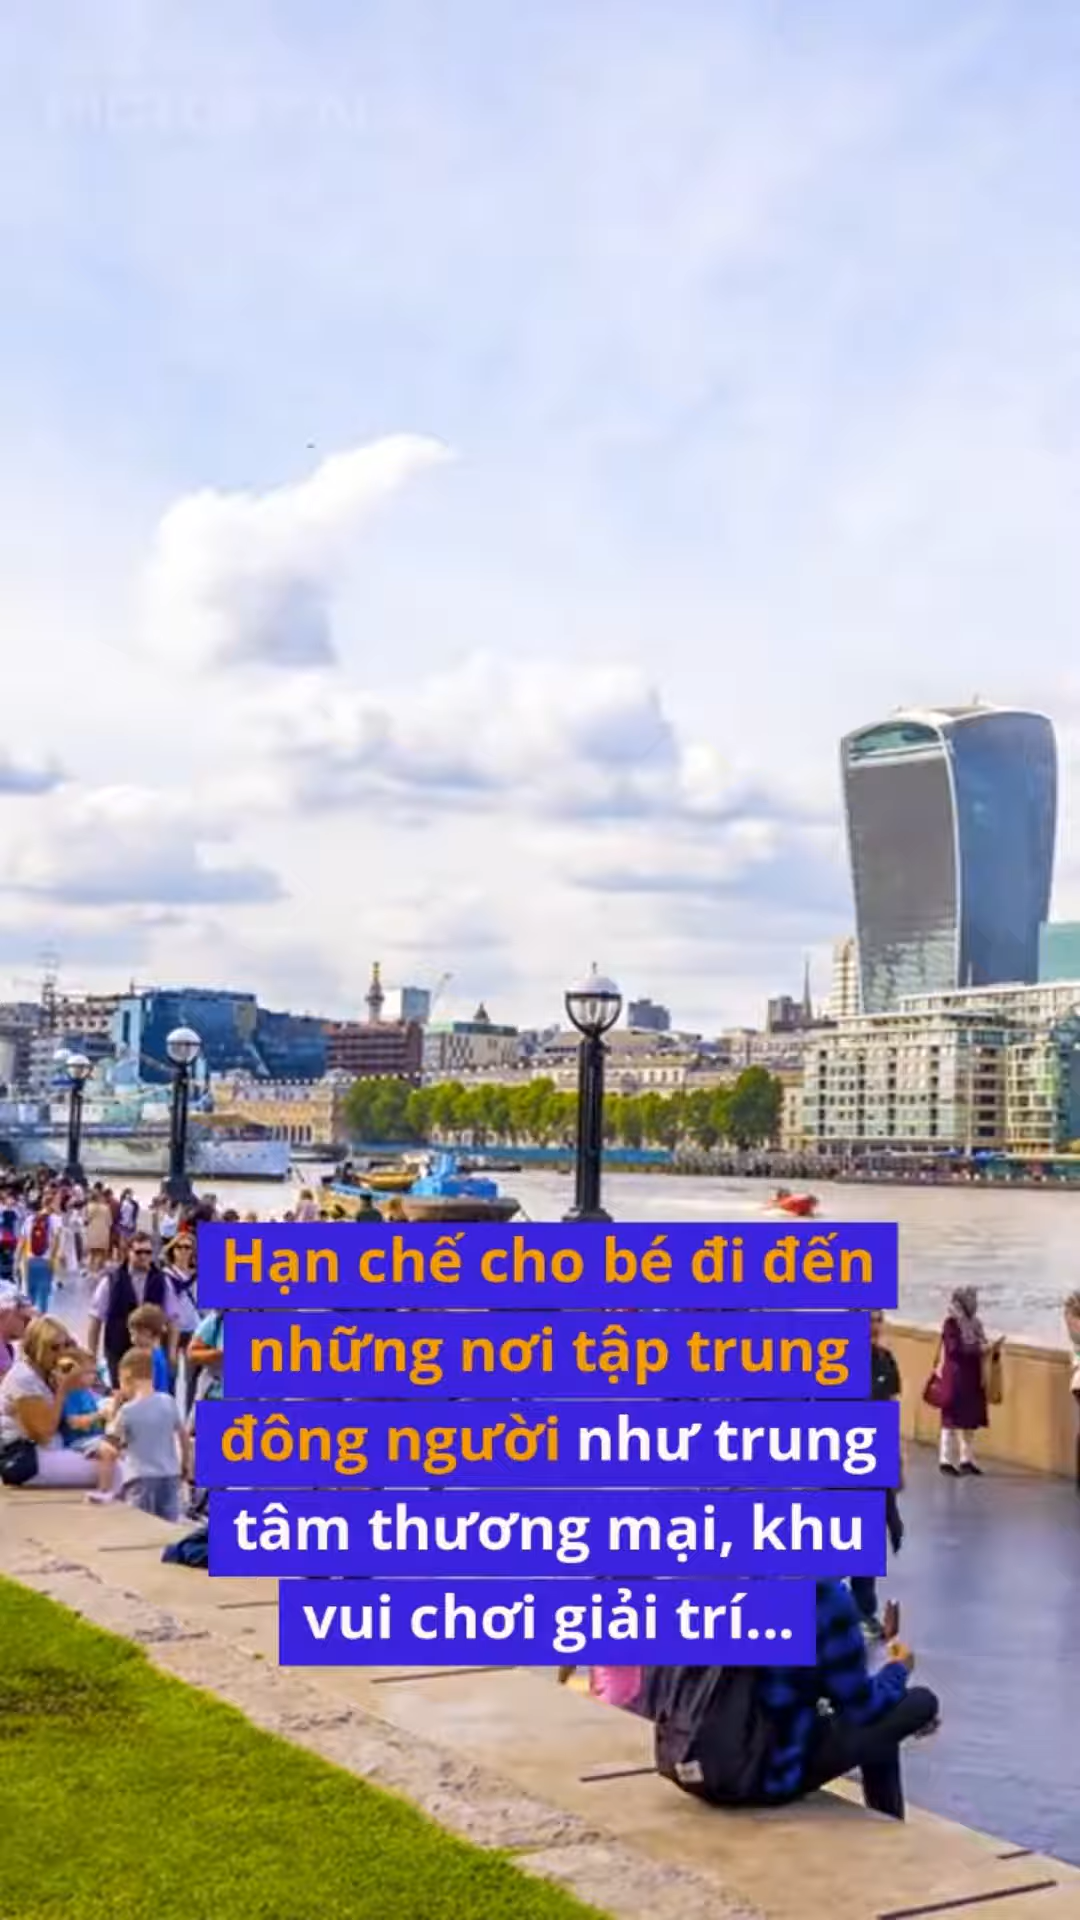 Hạn chế cho bé đi đến
những nơi tập trung
đông người như trung
tâm thương mại, khu
vui chơi giải trí...